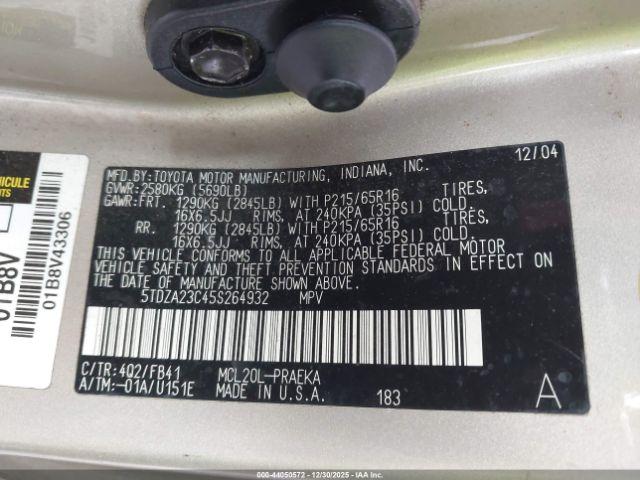 MFD.BY:TOYOTA MOTOR MANUFACTURING, INDIANA, INC. 12/04
GVWR:2580KG (5690LB)
GAWR:FRT. 1290KG (2845LB) WITH P215/65R16 TIRES,
16X6.5JJ RIMS, AT 240KPA (35PSI) COLD.
RR. 1290KG (2845LB) WITH P215/65R16 TIRES,
16X6.5JJ RIMS, AT 240KPA (35PSI) COLD.
THIS VEHICLE CONFORMS TO ALL APPLICABLE FEDERAL MOTOR
VEHICLE SAFETY AND THEFT PREVENTION STANDARDS IN EFFECT ON
THE DATE OF MANUFACTURE SHOWN ABOVE.
5TDZA23C45S264932 MPV
C/TR:4Q2/FB41 MCL20L-PRAEKA
A/TM:-01A/U151E MADE IN U.S.A. 183 A
VEHICULE
01B8V
01B8V43306
000-44050572 - 12/30/2025 - IAAI.COM